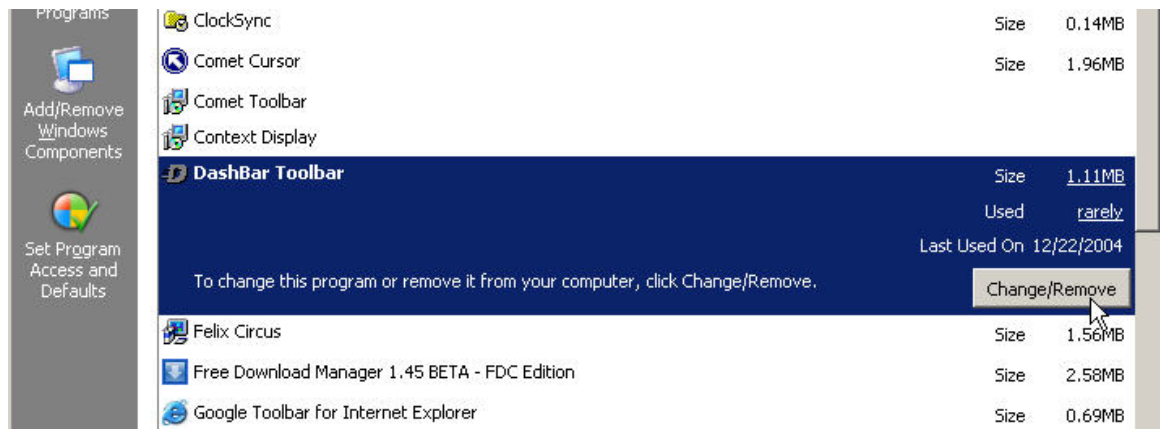 Programs
Add/Remove
Windows
Components
Set Program
Access and
Defaults
ClockSync Size 0.14MB
Comet Cursor Size 1.96MB
Comet Toolbar
Context Display
DashBar Toolbar Size 1.11MB
Used rarely
Last Used On 12/22/2004
To change this program or remove it from your computer, click Change/Remove. Change/Remove
Felix Circus Size 1.56MB
Free Download Manager 1.45 BETA - FDC Edition Size 2.58MB
Google Toolbar for Internet Explorer Size 0.69MB